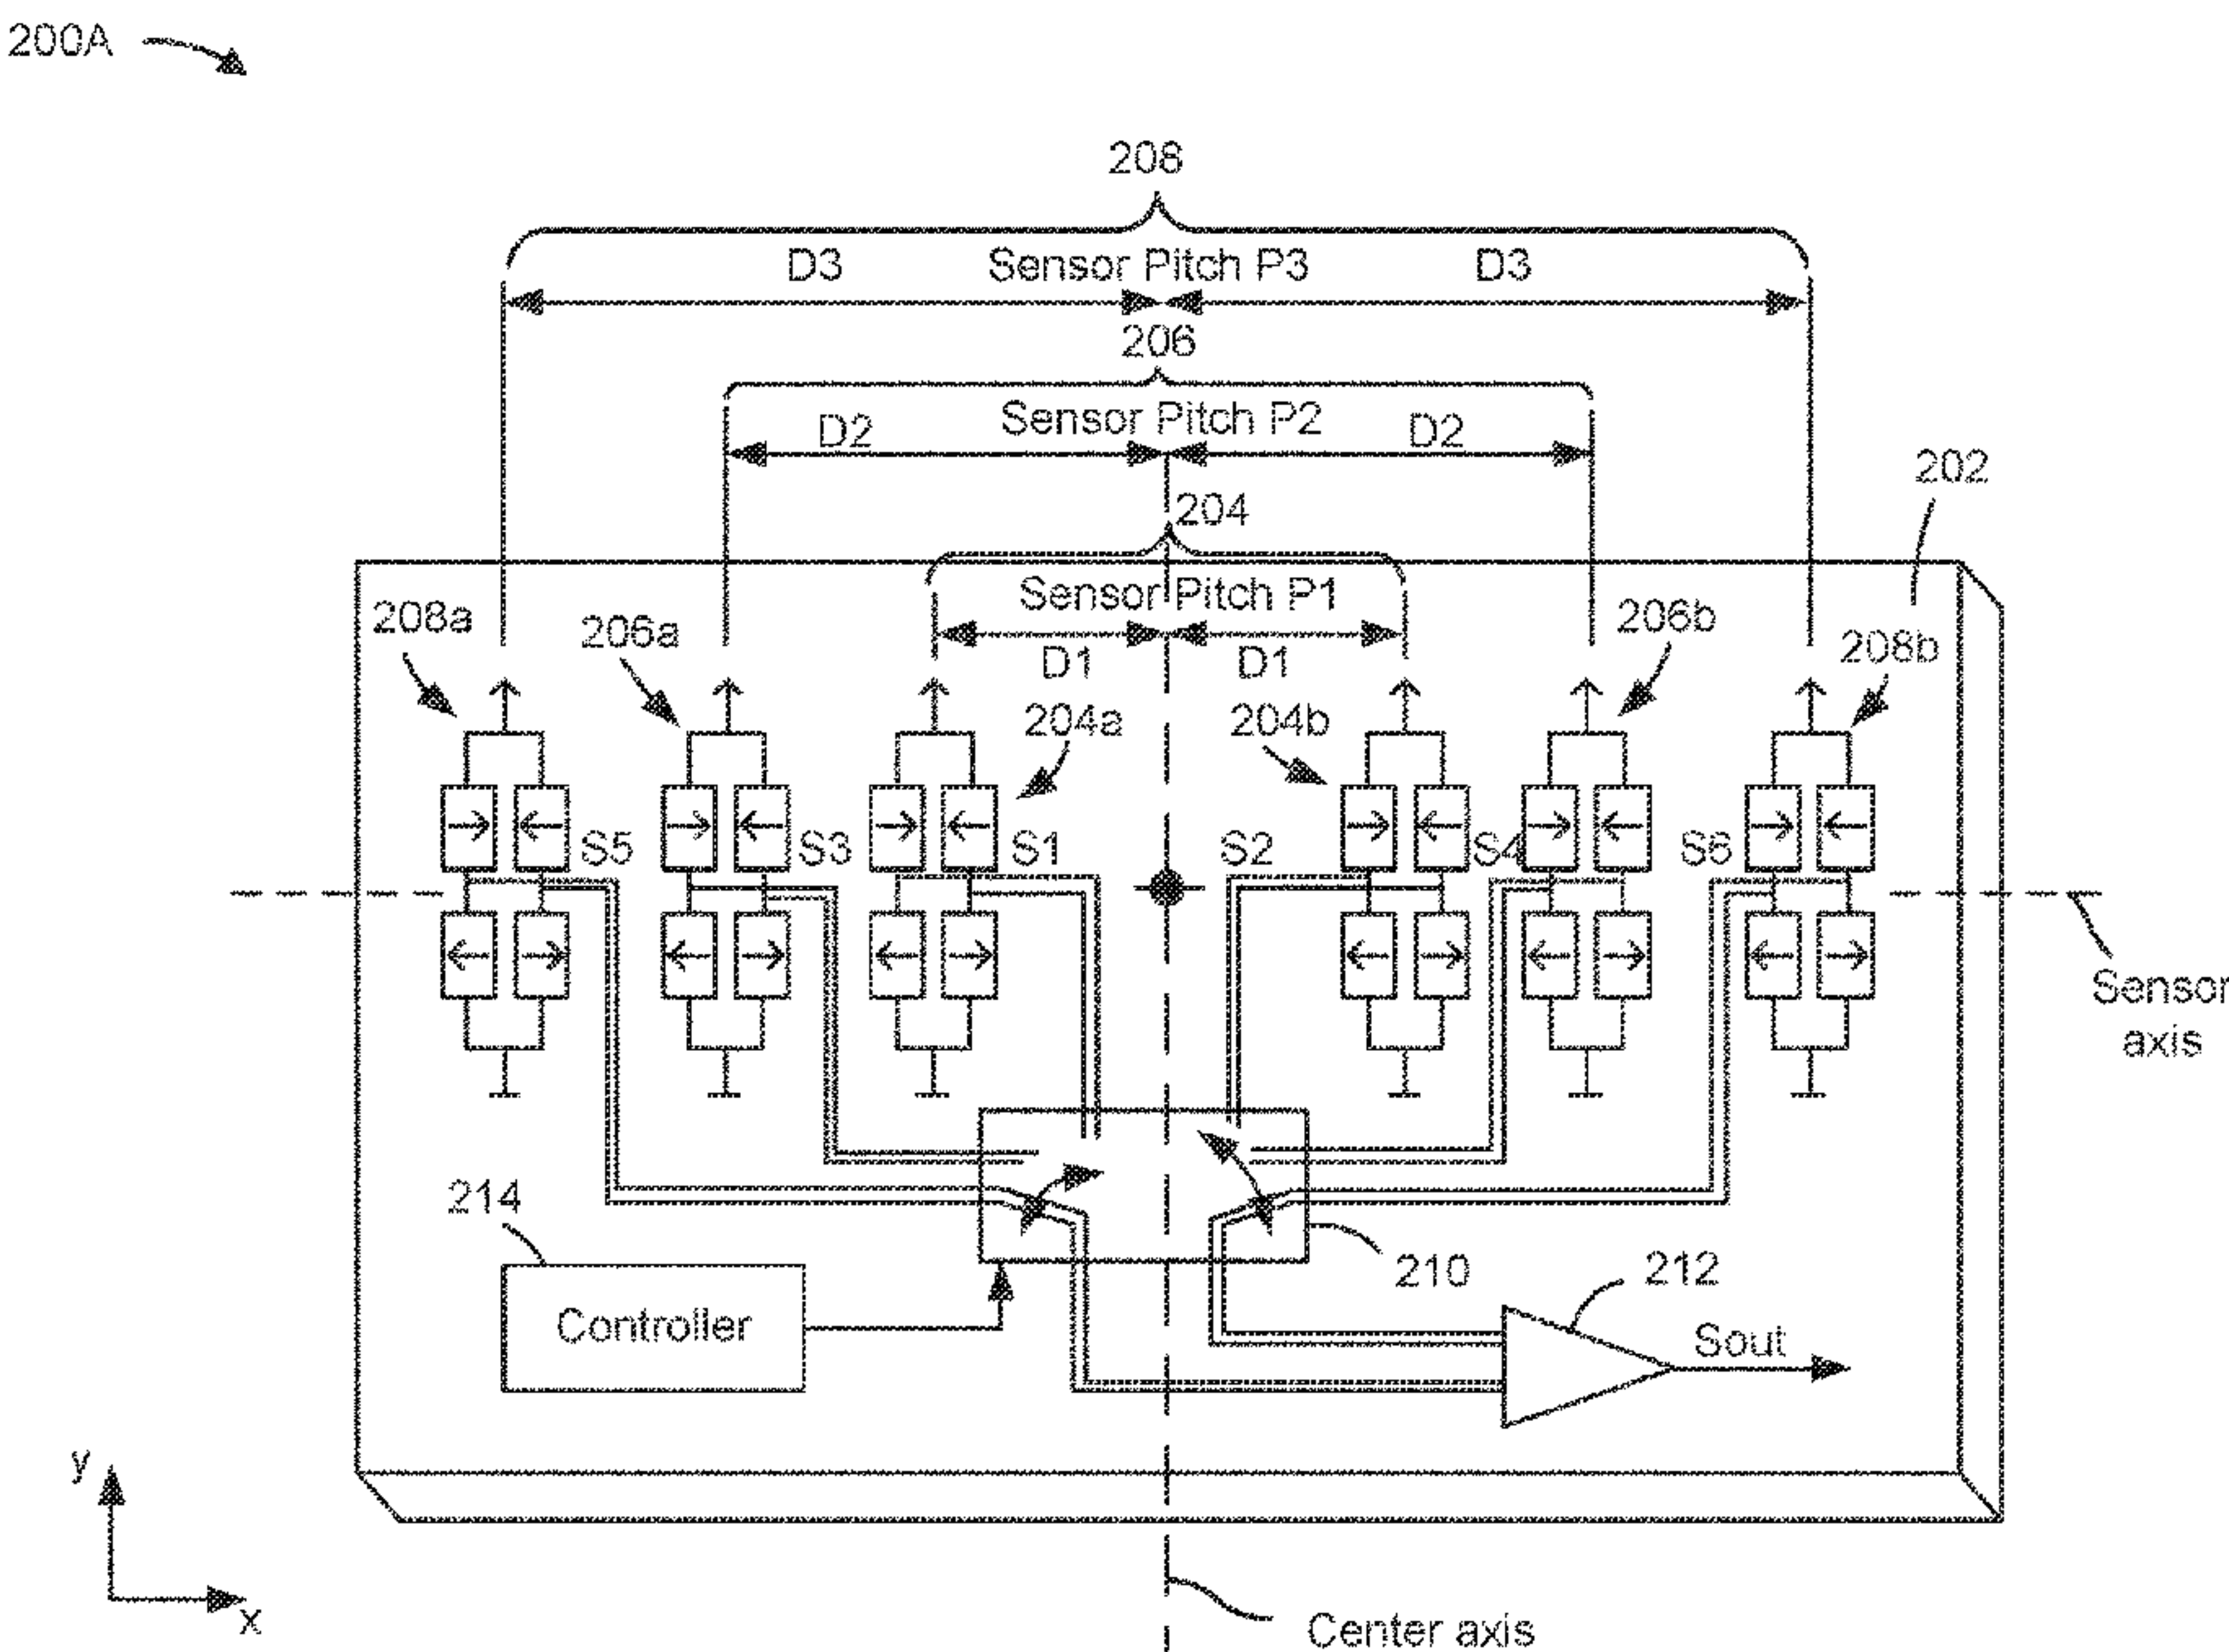 200A
208
D3 Sensor Pitch P3 D3
206
D2 Sensor Pitch P2 D2
202
204
Sensor Pitch P1
208a 206a 206b 208b
D1 D1
204a 204b
S5 S3 S1 S2 S4 S6
Sensor
axis
214
210 212
Controller
Sout
y
x
Center axis